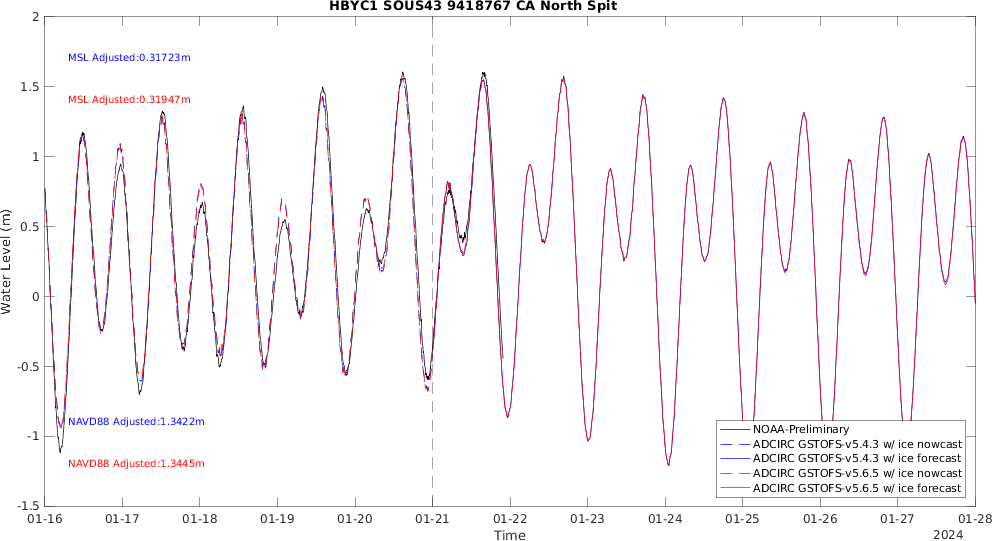 HBYC1 SOUS43 9418767 CA North Spit
2
1.5
1
0.5
0
-0.5
-1
-1.5
Water Level (m)
MSL Adjusted:0.31723m
MSL Adjusted:0.31947m
NAVD88 Adjusted:1.3422m
NAVD88 Adjusted:1.3445m
NOAA-Preliminary
ADCIRC GSTOFS-v5.4.3 w/ ice nowcast
ADCIRC GSTOFS-v5.4.3 w/ ice forecast
ADCIRC GSTOFS-v5.6.5 w/ ice nowcast
ADCIRC GSTOFS-v5.6.5 w/ ice forecast
01-16 01-17 01-18 01-19 01-20 01-21 01-22 01-23 01-24 01-25 01-26 01-27 01-28
Time
2024